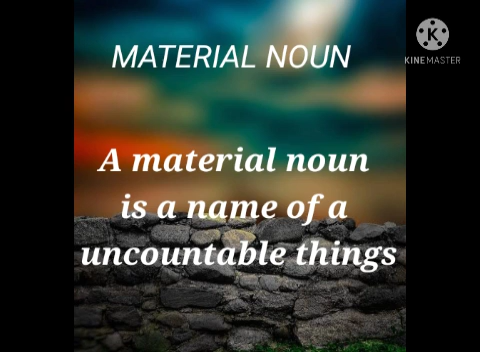 MATERIAL NOUN
KINEMASTER
A material noun
is a name of a
uncountable things